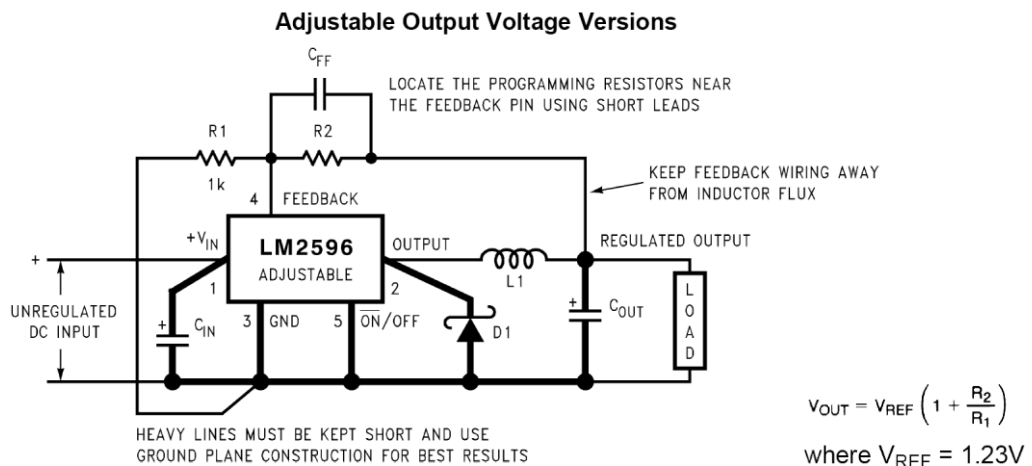 Adjustable Output Voltage Versions
CFF
LOCATE THE PROGRAMMING RESISTORS NEAR
THE FEEDBACK PIN USING SHORT LEADS
R1
R2
1k
KEEP FEEDBACK WIRING AWAY
FROM INDUCTOR FLUX
4
FEEDBACK
+VIN
LM2596
ADJUSTABLE
OUTPUT
REGULATED OUTPUT
+
1
2
L1
UNREGULATED
DC INPUT
+
CIN
3
GND
5
ON/OFF
D1
+
COUT
LOAD
HEAVY LINES MUST BE KEPT SHORT AND USE
GROUND PLANE CONSTRUCTION FOR BEST RESULTS
VOUT = VREF (1 + R2/R1)
where VREF = 1.23V